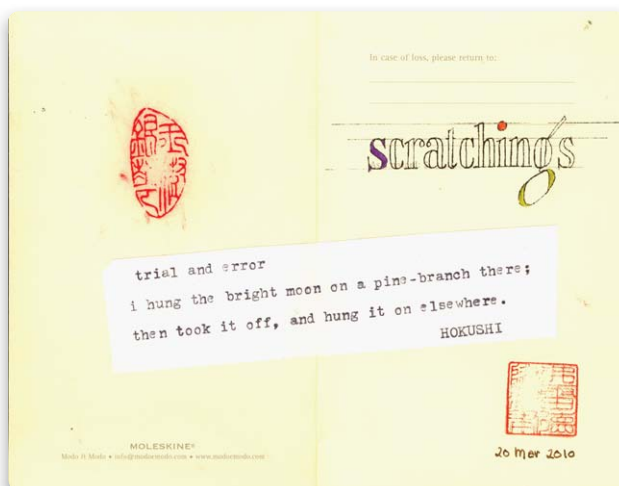 In case of loss, please return to:
scratchings
trial and error
i hung the bright moon on a pine-branch there;
then took it off, and hung it on elsewhere.
HOKUSHI
MOLESKINE®
Modo & Modo • info@modoemodo.com • www.modoemodo.com
20 Mer 2010